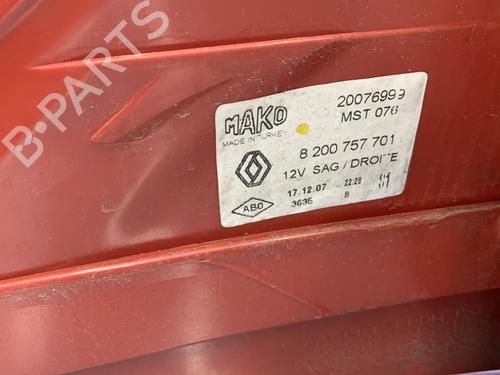 MAKO
MADE IN TURKEY
20076999
MST 076
8 200 757 701
12V SAG / DROITE
17.12.07 22:28
ABO
3635 B
B-PARTS